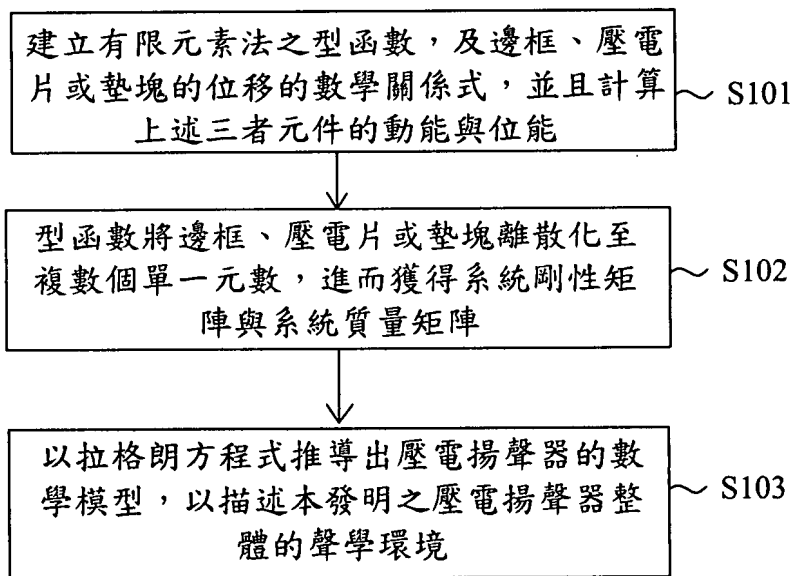 建立有限元素法之型函數，及邊框、壓電
片或墊塊的位移的數學關係式，並且計算
上述三者元件的動能與位能
S101
型函數將邊框、壓電片或墊塊離散化至
複數個單一元數，進而獲得系統剛性矩
陣與系統質量矩陣
S102
以拉格朗方程式推導出壓電揚聲器的數
學模型，以描述本發明之壓電揚聲器整
體的聲學環境
S103